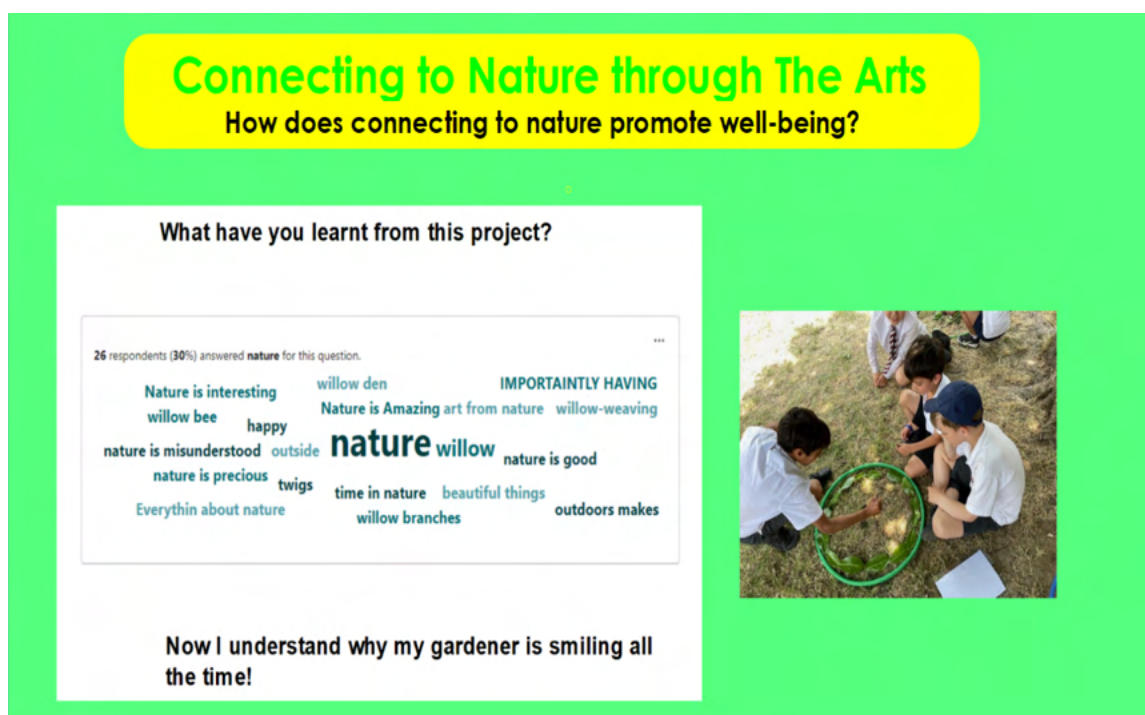 Connecting to Nature through The Arts
How does connecting to nature promote well-being?
What have you learnt from this project?
...
26 respondents (30%) answered nature for this question.
willow den
IMPORTAINTLY HAVING
Nature is interesting
Nature is Amazing
art from nature
willow-weaving
willow bee
happy
nature
willow
nature is misunderstood
outside
nature is good
nature is precious
twigs
time in nature
beautiful things
Everythin about nature
willow branches
outdoors makes
Now I understand why my gardener is smiling all
the time!